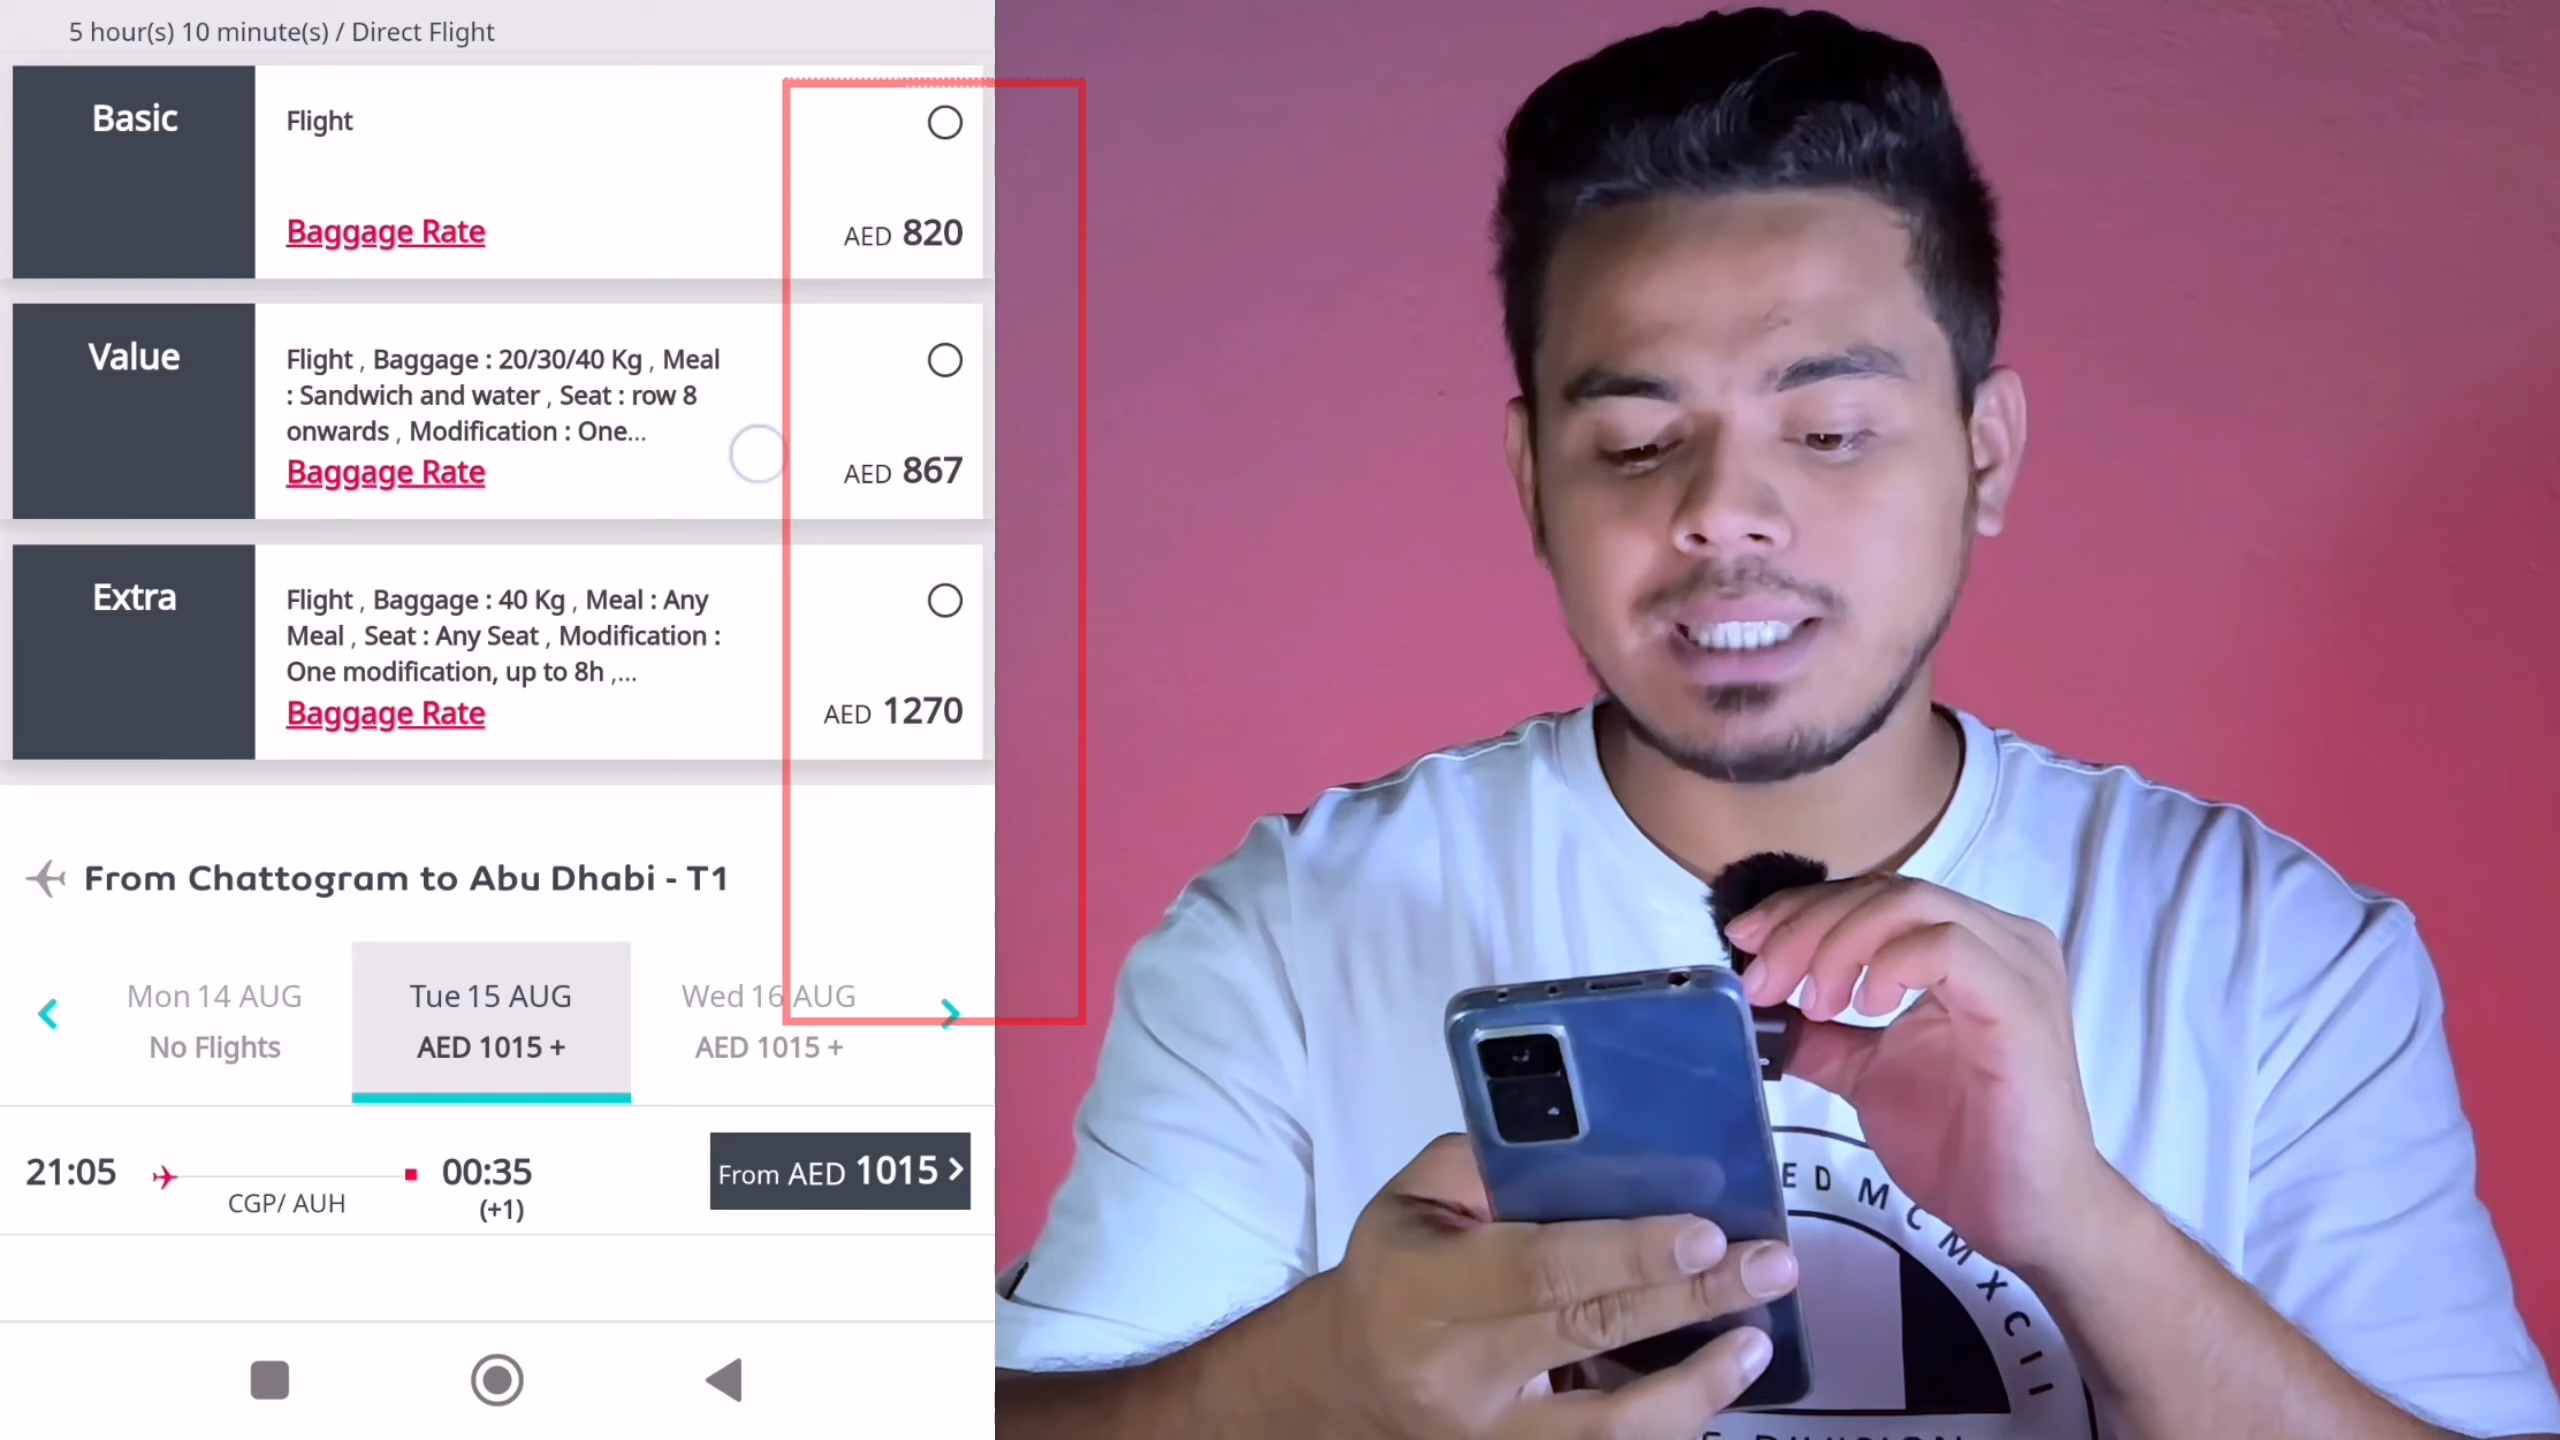 5 hour(s) 10 minute(s) / Direct Flight
Basic
Flight
Baggage Rate
AED 820
Value
Flight , Baggage : 20/30/40 Kg , Meal
: Sandwich and water , Seat : row 8
onwards , Modification : One...
Baggage Rate
AED 867
Extra
Flight , Baggage : 40 Kg , Meal : Any
Meal , Seat : Any Seat , Modification :
One modification, up to 8h ,...
Baggage Rate
AED 1270
From Chattogram to Abu Dhabi - T1
Mon 14 AUG
No Flights
Tue 15 AUG
AED 1015 +
Wed 16 AUG
AED 1015 +
21:05
CGP/ AUH
00:35
(+1)
From AED 1015
ED MCMXCII